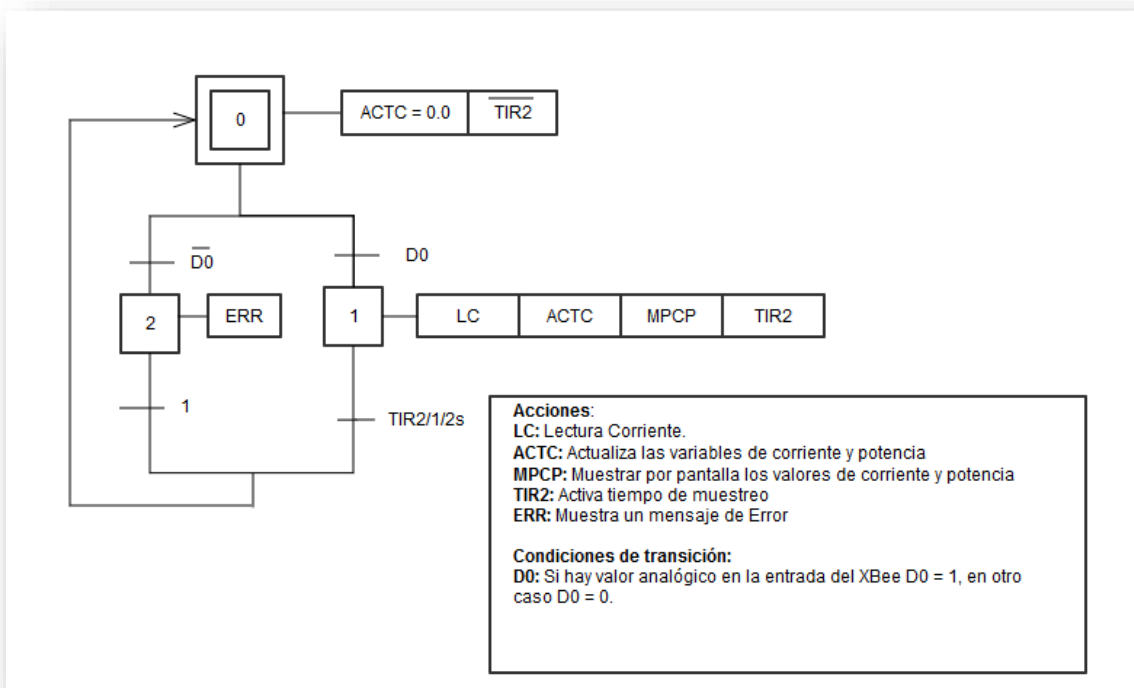 0
ACTC = 0.0
T̅I̅R̅2̅
D̅0̅
D0
2
ERR
1
LC
ACTC
MPCP
TIR2
1
TIR2/1/2s
Acciones:
LC: Lectura Corriente.
ACTC: Actualiza las variables de corriente y potencia
MPCP: Muestrar por pantalla los valores de corriente y potencia
TIR2: Activa tiempo de muestreo
ERR: Muestra un mensaje de Error
Condiciones de transición:
D0: Si hay valor analógico en la entrada del XBee D0 = 1, en otro
caso D0 = 0.